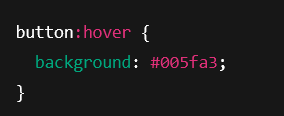 button:hover {
  background: #005fa3;
}